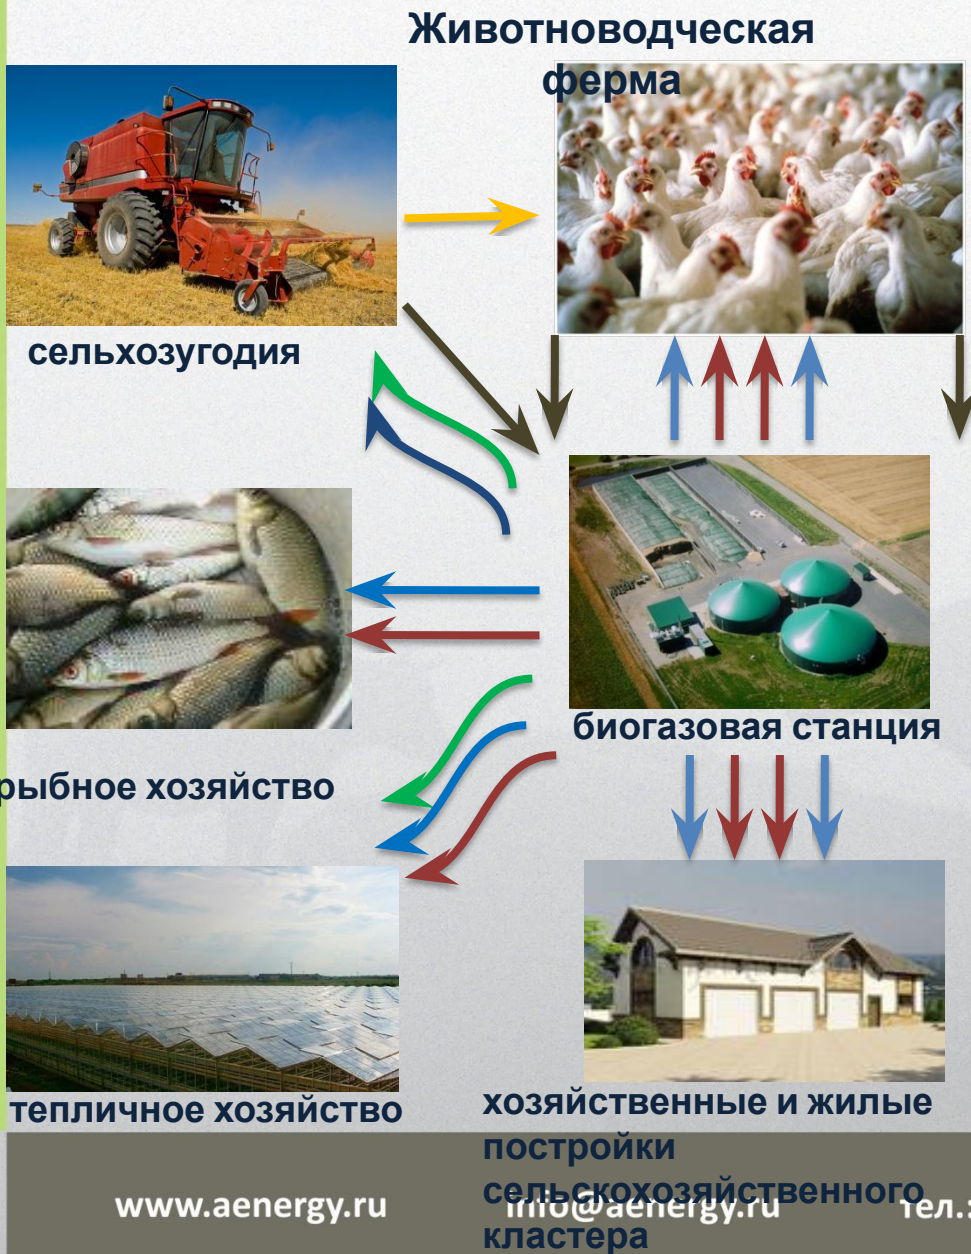 Животноводческая
ферма
сельхозугодия
биогазовая станция
рыбное хозяйство
тепличное хозяйство
хозяйственные и жилые
постройки
сельскохозяйственного
кластера
www.aenergy.ru
info@aenergy.ru
тел.: